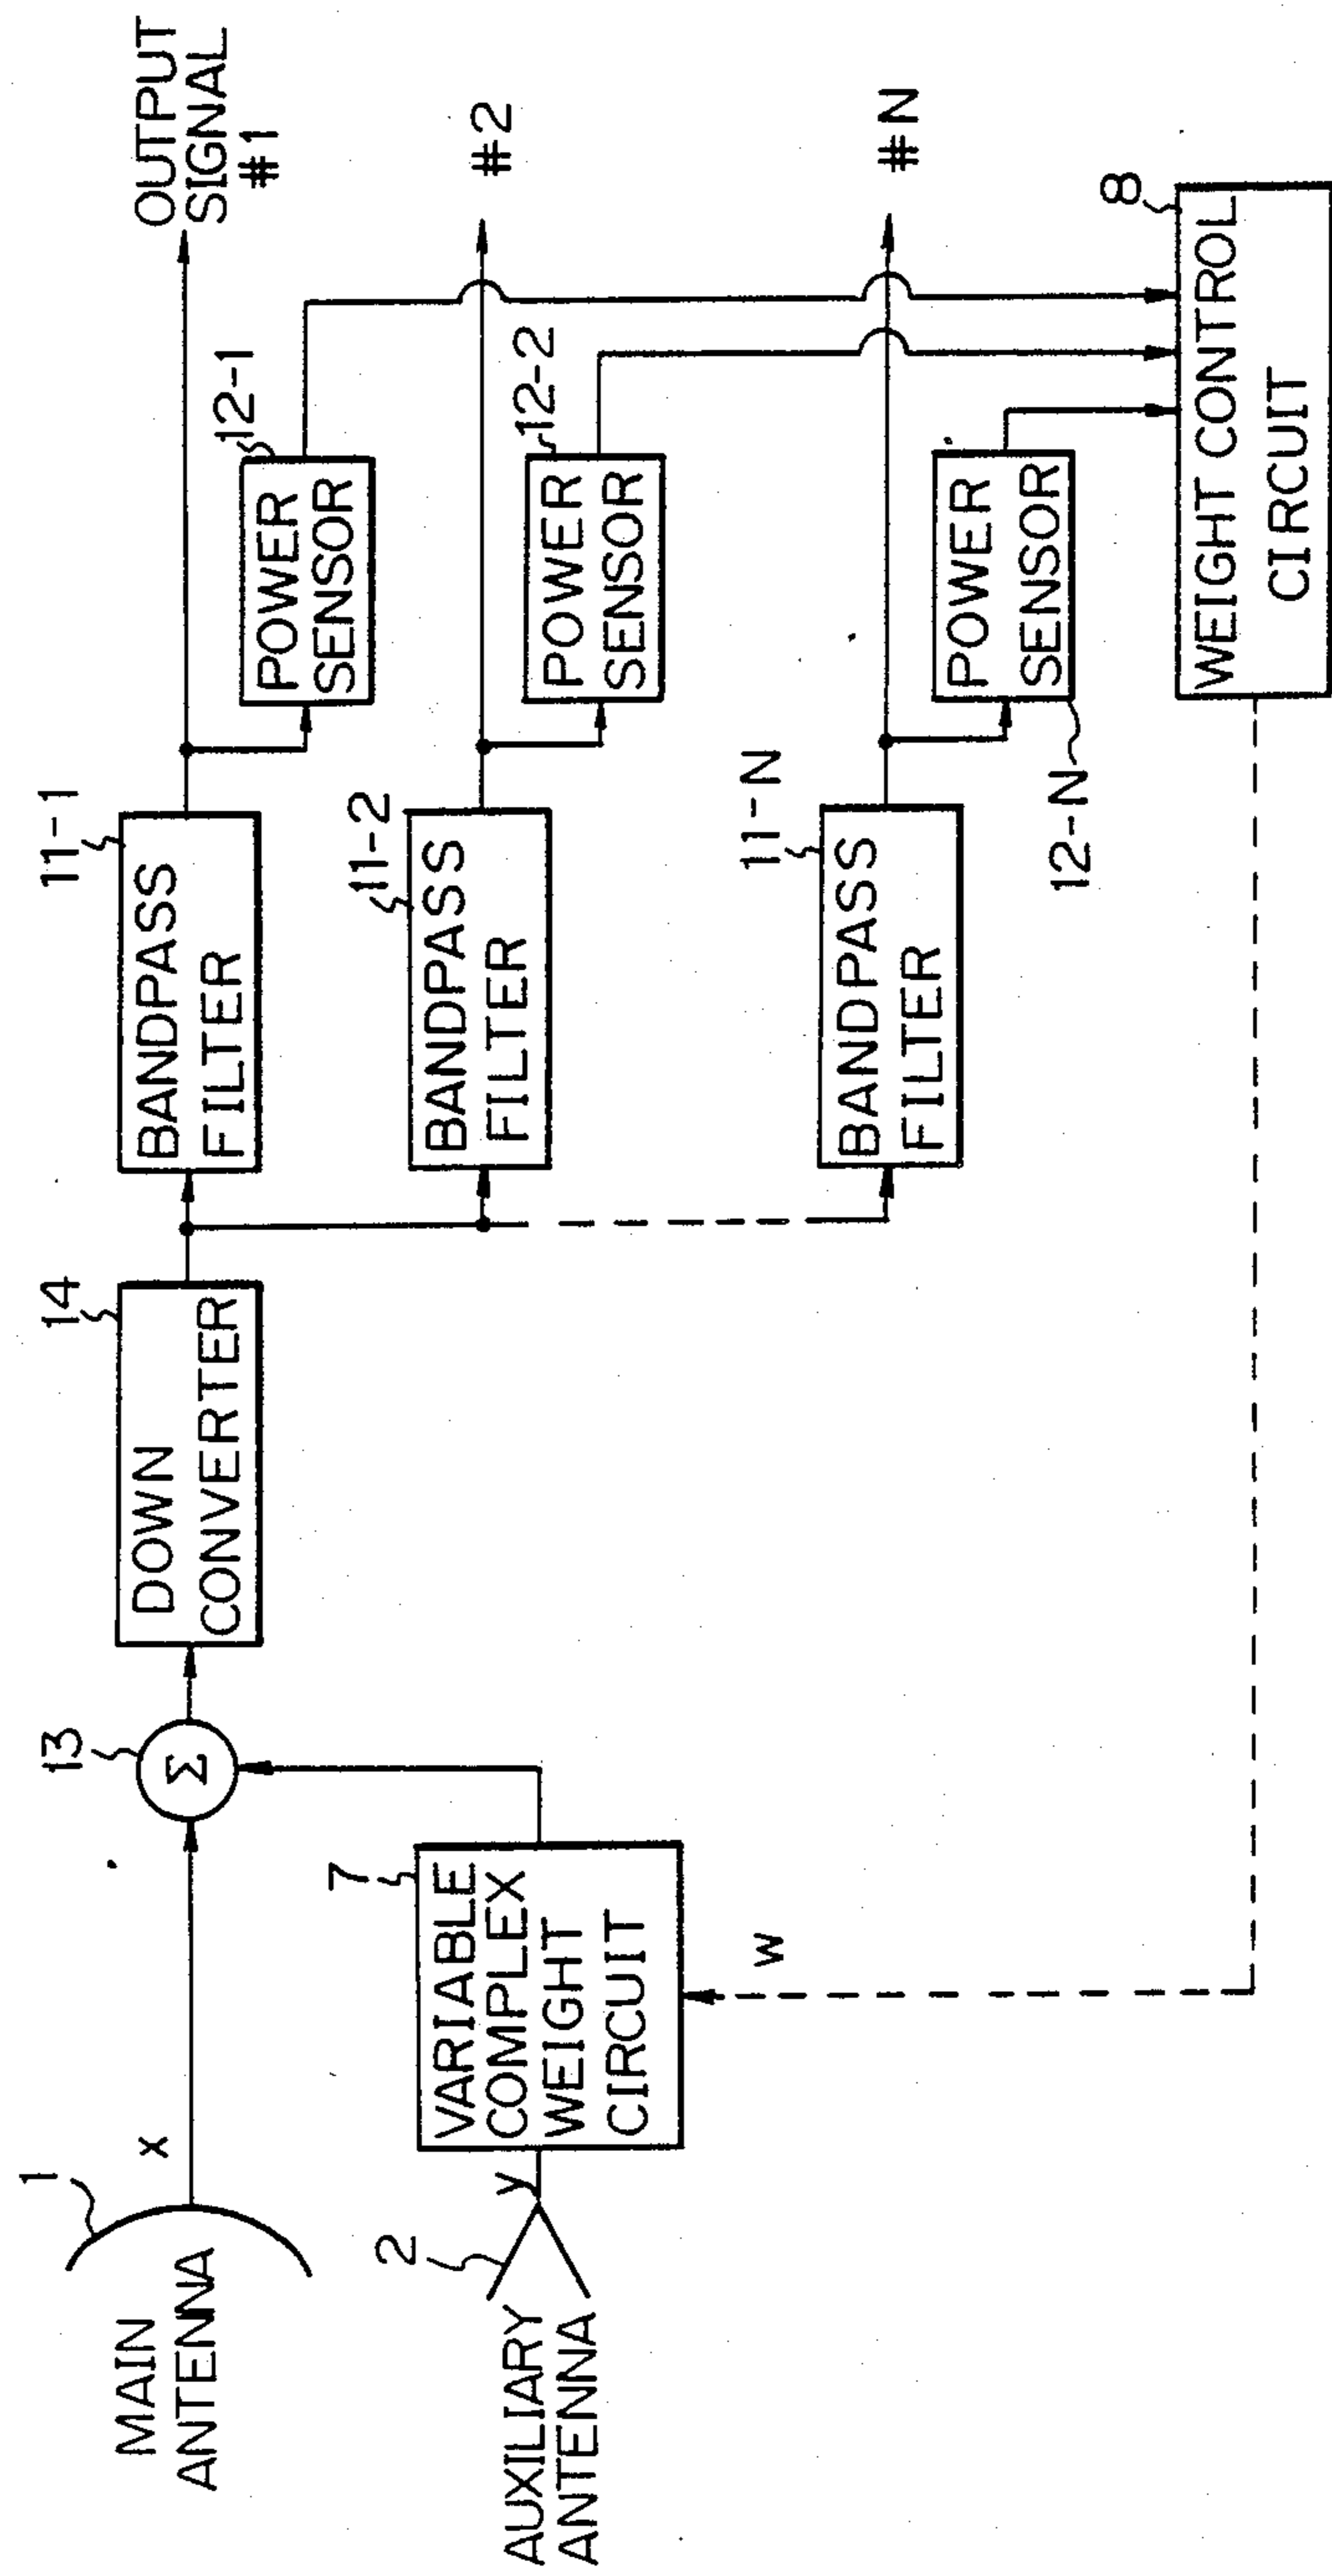 MAIN
ANTENNA
1
x
AUXILIARY
ANTENNA
2
y
VARIABLE
COMPLEX
WEIGHT
CIRCUIT
7
w
Σ
13
DOWN
CONVERTER
14
BANDPASS
FILTER
11-1
BANDPASS
FILTER
11-2
BANDPASS
FILTER
11-N
POWER
SENSOR
12-1
POWER
SENSOR
12-2
POWER
SENSOR
12-N
OUTPUT
SIGNAL
#1
#2
#N
WEIGHT CONTROL
CIRCUIT
8